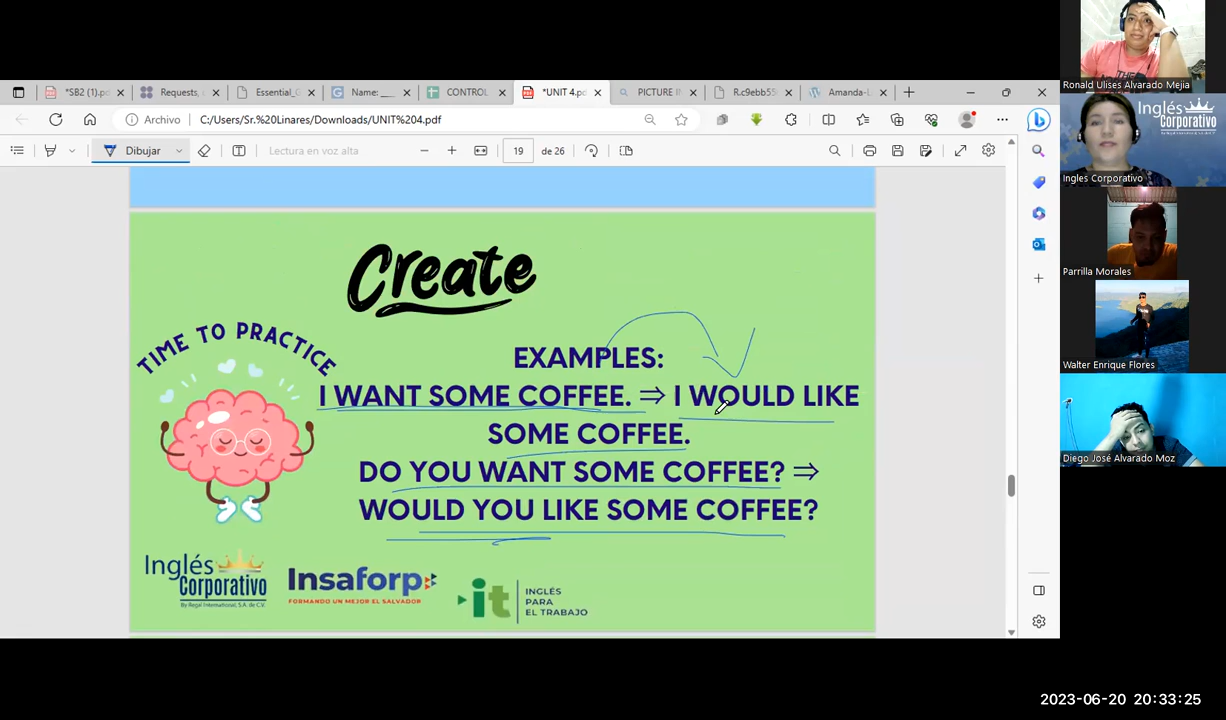 *SB2 (1).pd
Requests,
Essential_G
Name: ___
CONTROL
*UNIT 4.pd
PICTURE I
R.c9ebb55
Amanda-L
Archivo
C:/Users/Sr.%20Linares/Downloads/UNIT%204.pdf
Dibujar
Lectura en voz alta
19
de 26
Create
TIME TO PRACTICE
EXAMPLES:
I WANT SOME COFFEE. ⇒ I WOULD LIKE
SOME COFFEE.
DO YOU WANT SOME COFFEE? ⇒
WOULD YOU LIKE SOME COFFEE?
Inglés
Corporativo
By Regal International, S.A. de C.V.
Insaforp
FORMANDO UN MEJOR EL SALVADOR
it
INGLÉS
PARA
EL TRABAJO
Ronald Ulises Alvarado Mejia
Inglés
Corporativo
Ingles Corporativo
Parrilla Morales
Walter Enrique Flores
Diego José Alvarado Moz
2023-06-20 20:33:25